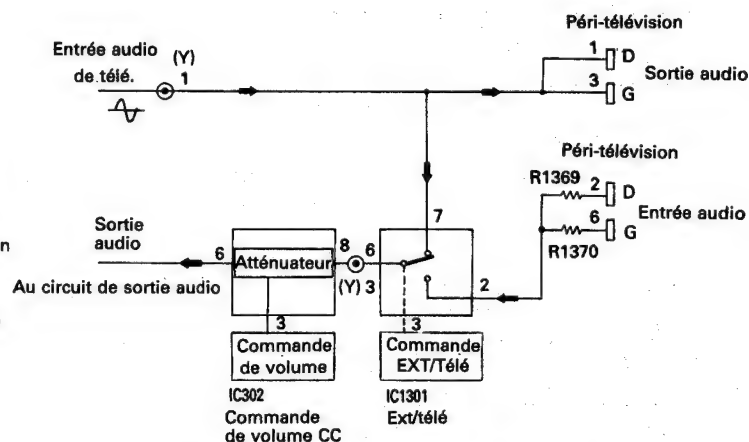 Péri-télévision
Entrée audio (Y)
de télé. 1
1 D
Sortie audio
3 G
Péri-télévision
R1369 2 D
Entrée audio
6 G
R1370
7
Sortie
audio
n
6 Atténuateur 8 6
(Y) 3 2
Au circuit de sortie audio
3 3
Commande
de volume
Commande
EXT/Télé
IC302
Commande
de volume CC
IC1301
Ext/télé